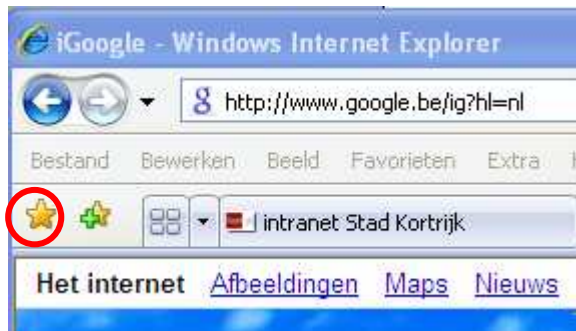 iGoogle - Windows Internet Explorer
http://www.google.be/ig?hl=nl
Bestand Bewerken Beeld Favorieten Extra
intranet Stad Kortrijk
Het internet Afbeeldingen Maps Nieuws